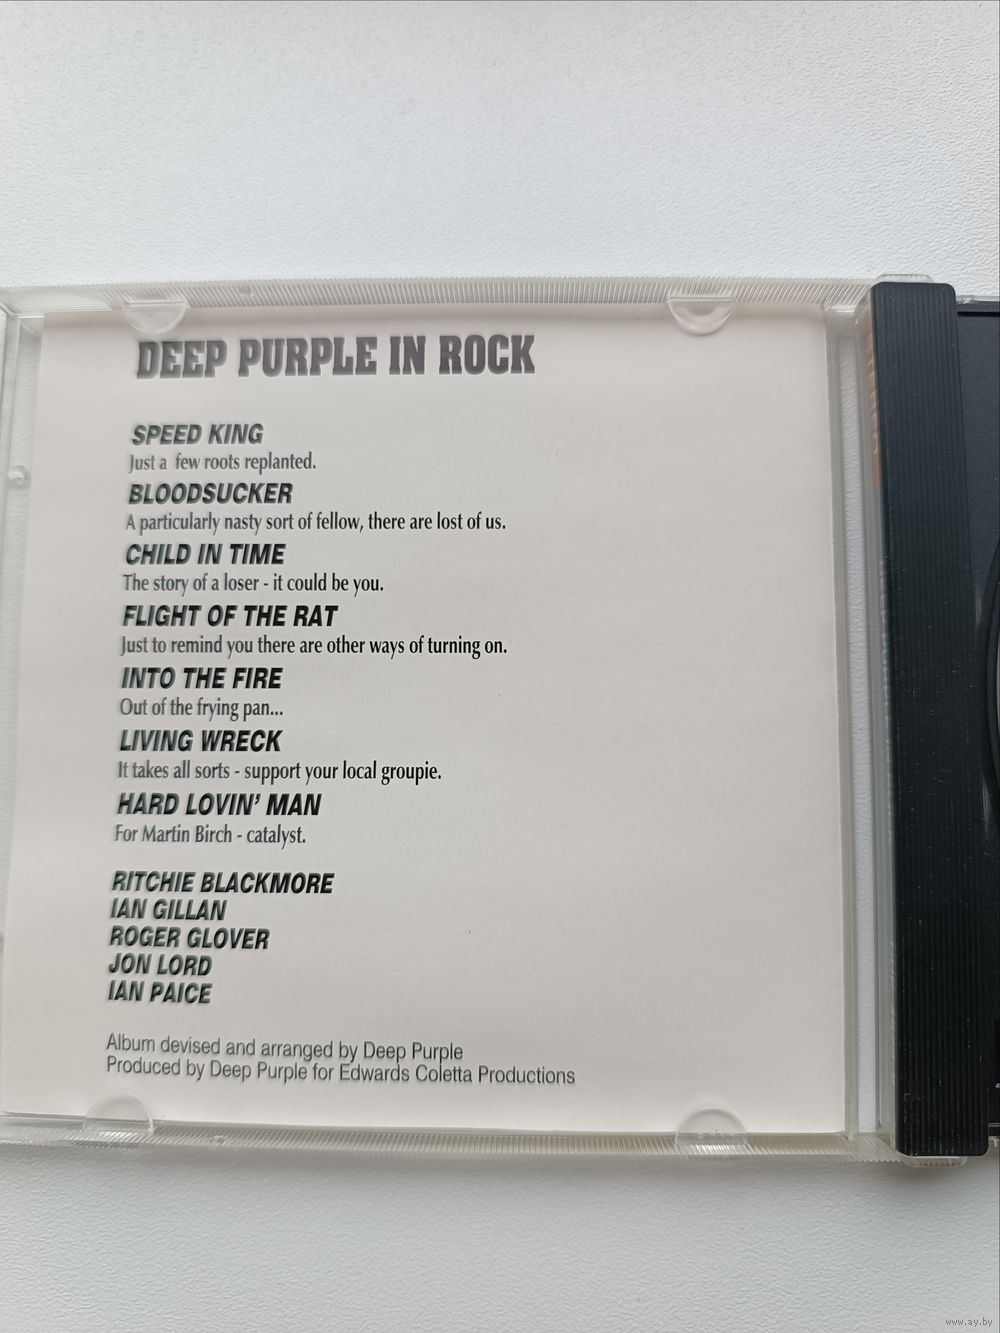 DEEP PURPLE IN ROCK
SPEED KING
Just a few roots replanted.
BLOODSUCKER
A particularly nasty sort of fellow, there are lost of us.
CHILD IN TIME
The story of a loser - it could be you.
FLIGHT OF THE RAT
Just to remind you there are other ways of turning on.
INTO THE FIRE
Out of the frying pan...
LIVING WRECK
It takes all sorts - support your local groupie.
HARD LOVIN' MAN
For Martin Birch - catalyst.
RITCHIE BLACKMORE
IAN GILLAN
ROGER GLOVER
JON LORD
IAN PAICE
Album devised and arranged by Deep Purple
Produced by Deep Purple for Edwards Coletta Productions
www.ay.by